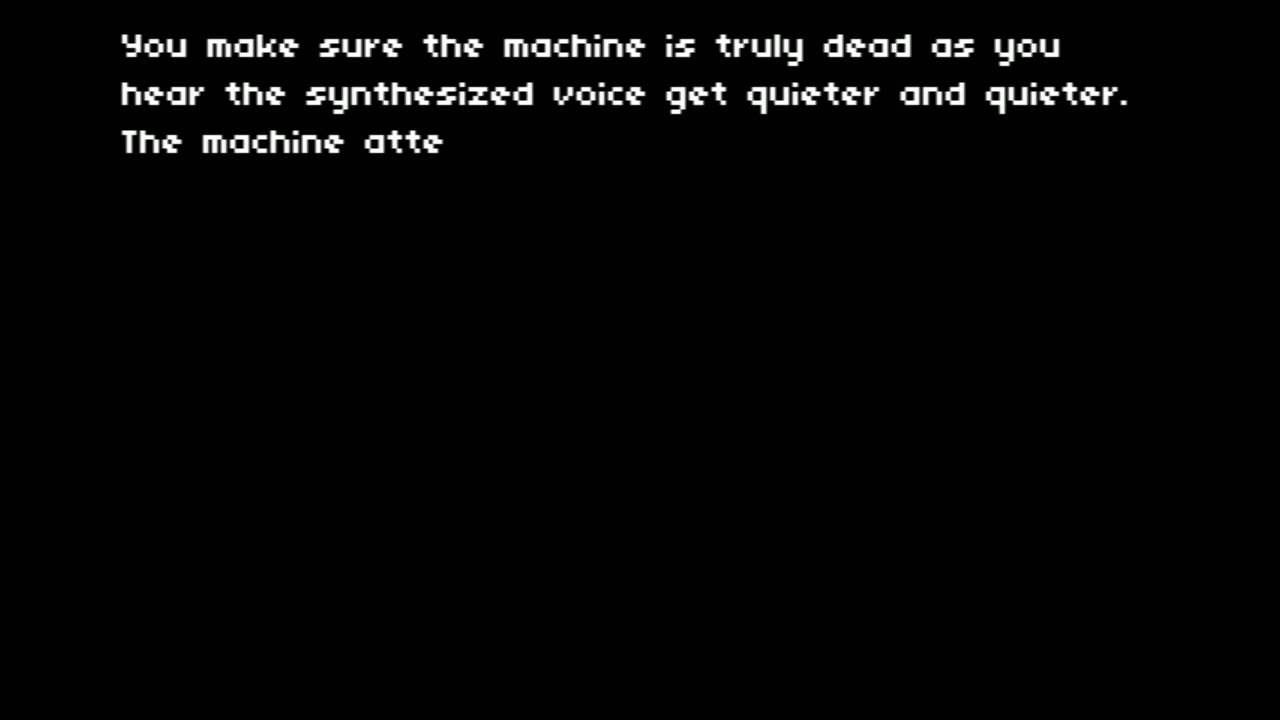 You make sure the machine is truly dead as you
hear the synthesized voice get quieter and quieter.
The machine atte